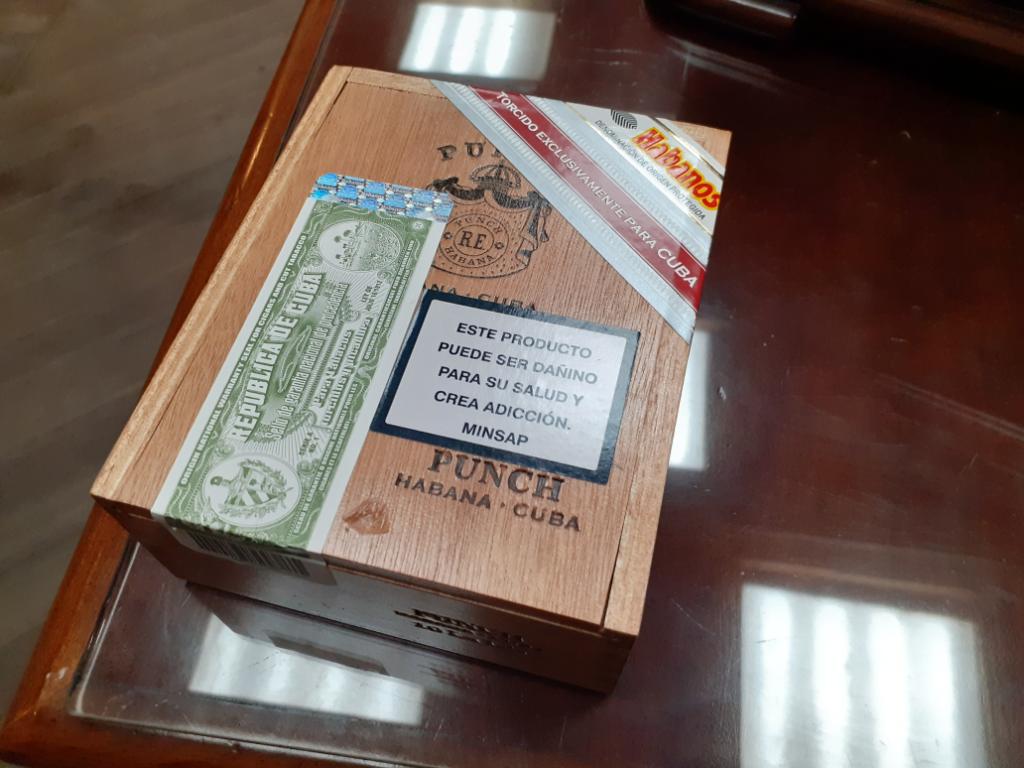 TORCIDO EXCLUSIVAMENTE PARA CUBA
Habanos
DENOMINACIÓN DE ORIGEN PROTEGIDA
PUNCH
HABANA
RE
CUBA
REPUBLICA DE CUBA
Sello de garantía nacional de procedencia
ESTE PRODUCTO
PUEDE SER DAÑINO
PARA SU SALUD Y
CREA ADICCIÓN.
MINSAP
PUNCH
HABANA · CUBA
PUNCH